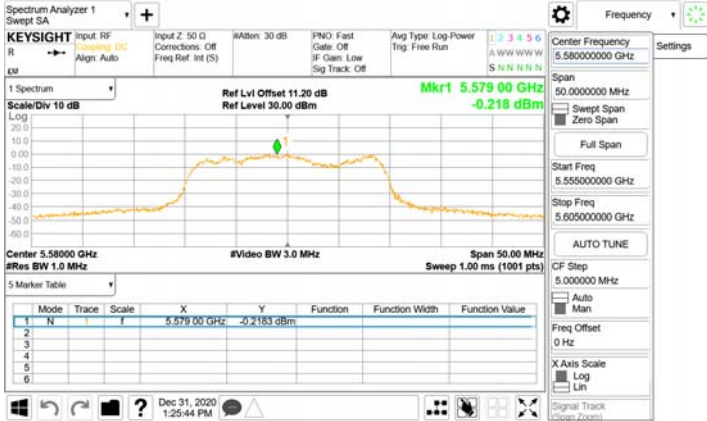 Spectrum Analyzer 1
Swept SA
+
Frequency
KEYSIGHT
R
Input: RF
Coupling: DC
Align: Auto
Input Z: 50 Ω
Corrections: Off
Freq Ref: Int (S)
#Atten: 30 dB
PNO: Fast
Gate: Off
IF Gain: Low
Sig Track: Off
Avg Type: Log-Power
Trig: Free Run
1 2 3 4 5 6
A W W W W W
S N N N N N
LXI
1 Spectrum
Scale/Div 10 dB
Ref Lvl Offset 11.20 dB
Ref Level 30.00 dBm
Mkr1 5.579 00 GHz
-0.218 dBm
Log
20.0
10.0
0.00
-10.0
-20.0
-30.0
-40.0
-50.0
-60.0
1
Center 5.58000 GHz
#Res BW 1.0 MHz
#Video BW 3.0 MHz
Span 50.00 MHz
Sweep 1.00 ms (1001 pts)
5 Marker Table
Mode Trace Scale X Y Function Function Width Function Value
1 N 1 f 5.579 00 GHz -0.2183 dBm
2
3
4
5
6
Dec 31, 2020
1:25:44 PM
?
Center Frequency
5.580000000 GHz
Settings
Span
50.0000000 MHz
Swept Span
Zero Span
Full Span
Start Freq
5.555000000 GHz
Stop Freq
5.605000000 GHz
AUTO TUNE
CF Step
5.000000 MHz
Auto
Man
Freq Offset
0 Hz
X Axis Scale
Log
Lin
Signal Track
(Span Zoom)